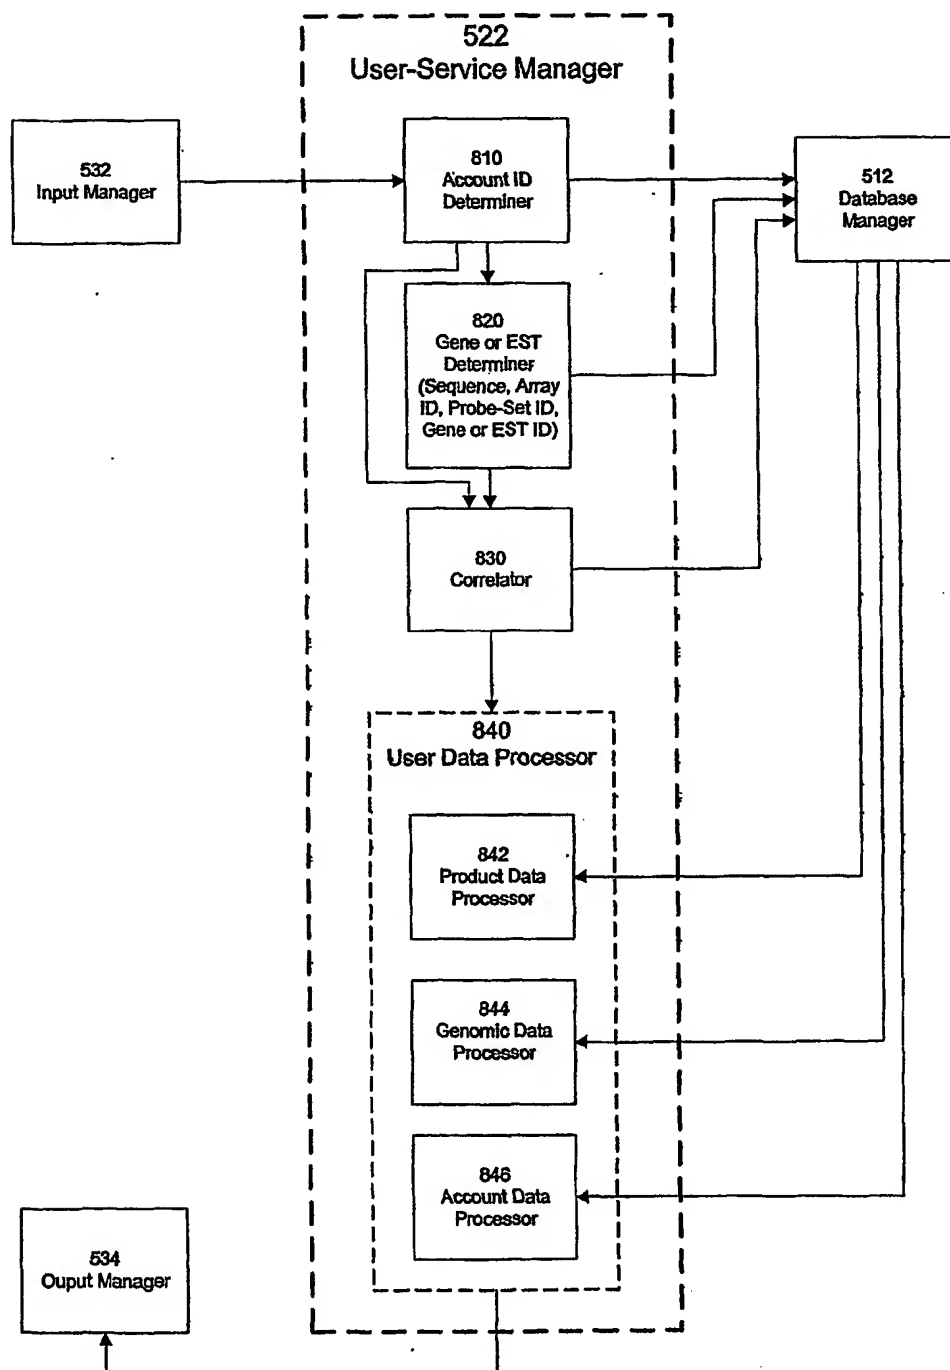 522
User-Service Manager
532
Input Manager
810
Account ID
Determiner
512
Database
Manager
820
Gene or EST
Determiner
(Sequence, Array
ID, Probe-Set ID,
Gene or EST ID)
830
Correlator
840
User Data Processor
842
Product Data
Processor
844
Genomic Data
Processor
846
Account Data
Processor
534
Ouput Manager